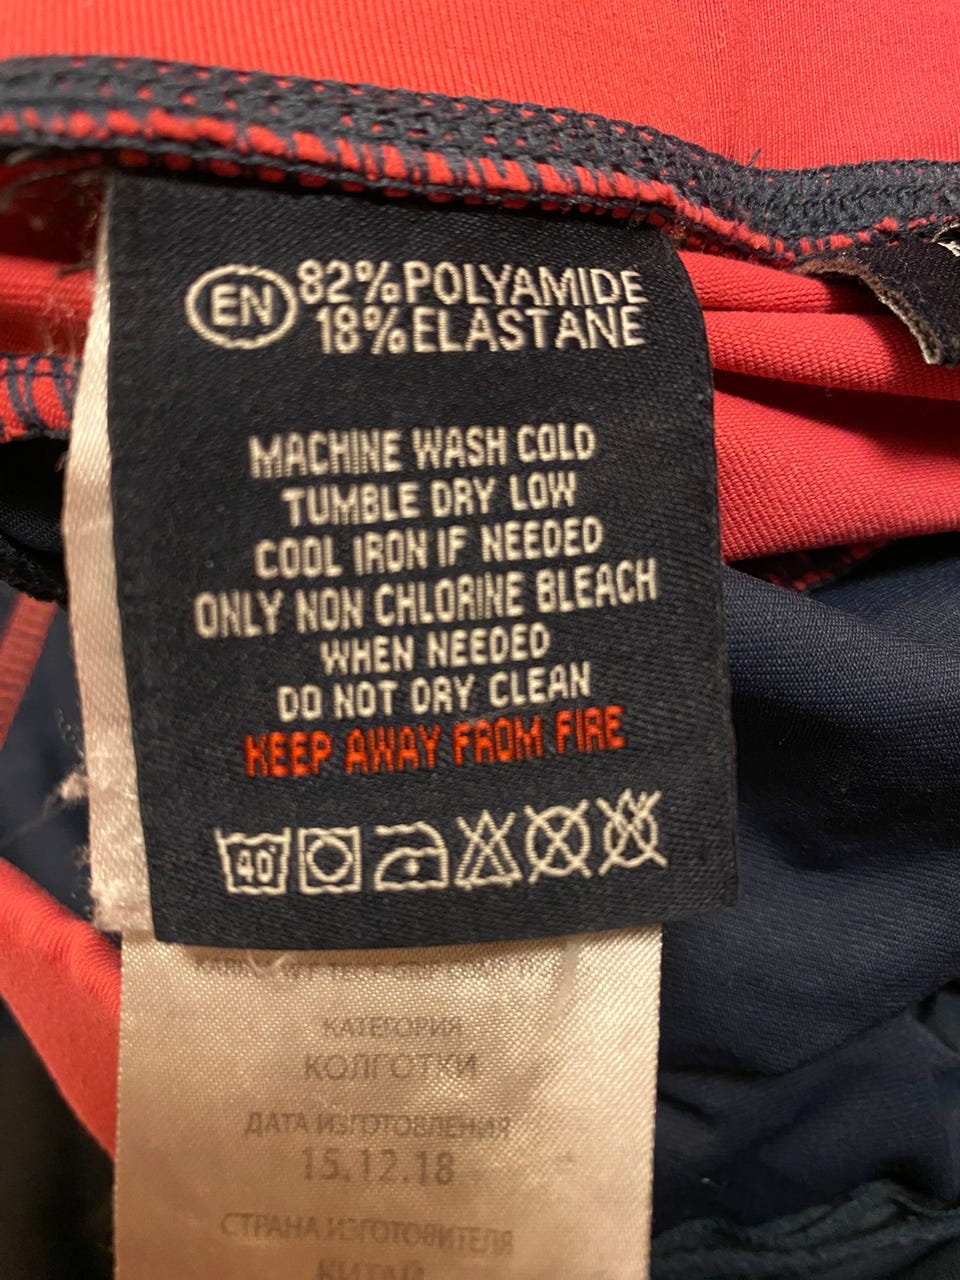 EN 82% POLYAMIDE
18% ELASTANE
MACHINE WASH COLD
TUMBLE DRY LOW
COOL IRON IF NEEDED
ONLY NON CHLORINE BLEACH
WHEN NEEDED
DO NOT DRY CLEAN
KEEP AWAY FROM FIRE
40°
КАТЕГОРИЯ
КОЛГОТКИ
ДАТА ИЗГОТОВЛЕНИЯ
15.12.18
СТРАНА ИЗГОТОВИТЕЛЯ
КИТАЙ